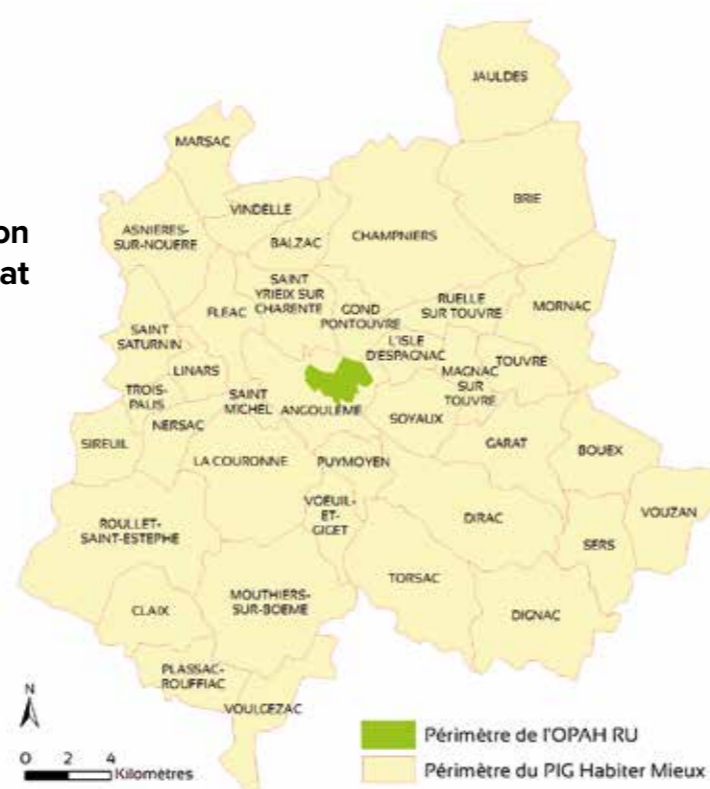 JAULDES
MARSAC
BRIE
VINDELLE
ion
at
ASNIERES-
SUR-NOUERE
BALZAC
CHAMPNIERS
SAINT
YRIEIX SUR
CHARENTE
FLEAC
GOND
PONTOUVRE
RUELLE
SUR TOUVRE
MORNAC
SAINT
SATURNIN
L'ISLE
D'ESPAGNAC
TOUVRE
LINARS
MAGNAC
SUR
TOUVRE
TROIS-
PALIS
SAINT
MICHEL
ANGOULEME
SOYAUX
NERSAC
SIREUIL
GARAT
BOUEX
LA COURONNE
PUYMOYEN
VOEUIL-
ET-
GIGET
VOUZAN
ROULLET-
SAINT-ESTEPHE
DIRAC
SERS
TORSAC
CLAIX
MOUTHIERS-
SUR-BOEME
DIGNAC
PLASSAC-
ROUFFIAC
VOULGEZAC
N
0 2 4
Kilomètres
Périmètre de l'OPAH RU
Périmètre du PIG Habiter Mieux